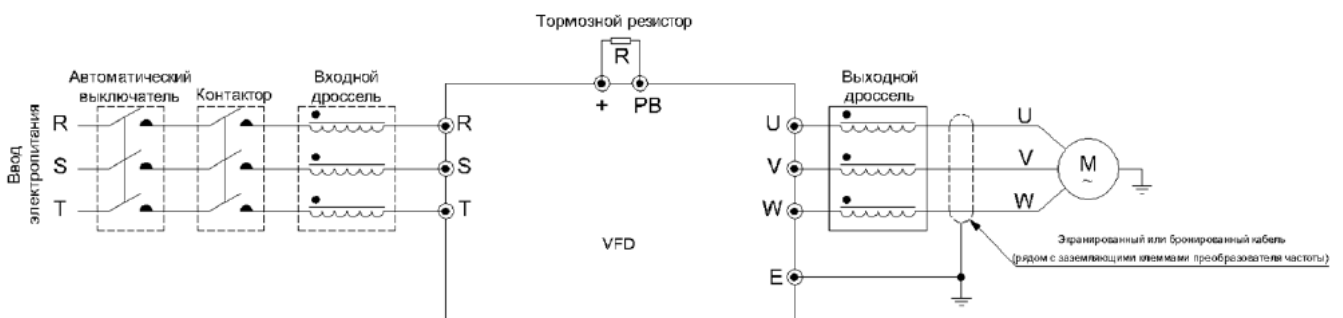 Тормозной резистор
R
+ PB
Автоматический
выключатель
Контактор
Входной
дроссель
Выходной
дроссель
Ввод
электропитания
R
S
T
R
S
T
VFD
U
V
W
E
U
V
W
M
~
Экранированный или бронированный кабель
(рядом с заземляющими клеммами преобразователя частоты)